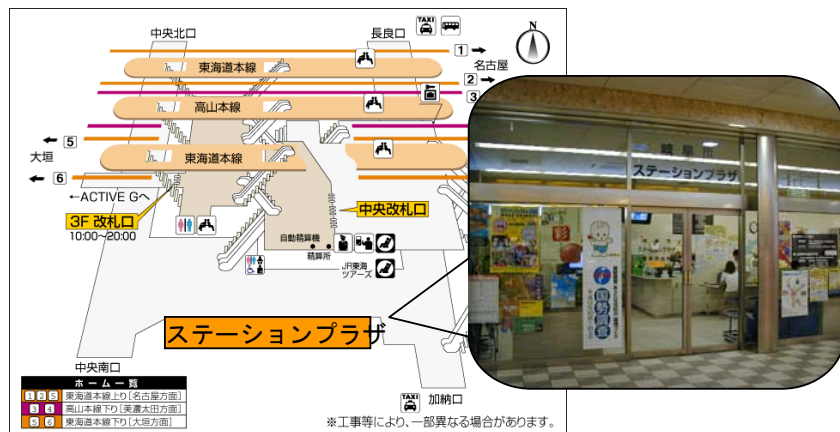 中央北口
長良口
TAXI
N
1
名古屋
東海道本線
2
3
高山本線
5
大垣
東海道本線
6
←ACTIVE Gへ
3F 改札口
10:00~20:00
中央改札口
自動精算機
精算所
JR東海
ツアーズ
ステーションプラザ
中央南口
ホーム一覧
1 2 5 東海道本線上り[名古屋方面]
3 4 高山本線下り[美濃太田方面]
5 6 東海道本線下り[大垣方面]
TAXI
加納口
※工事等により、一部異なる場合があります。
岐阜市
ステーションプラザ
国勢調査